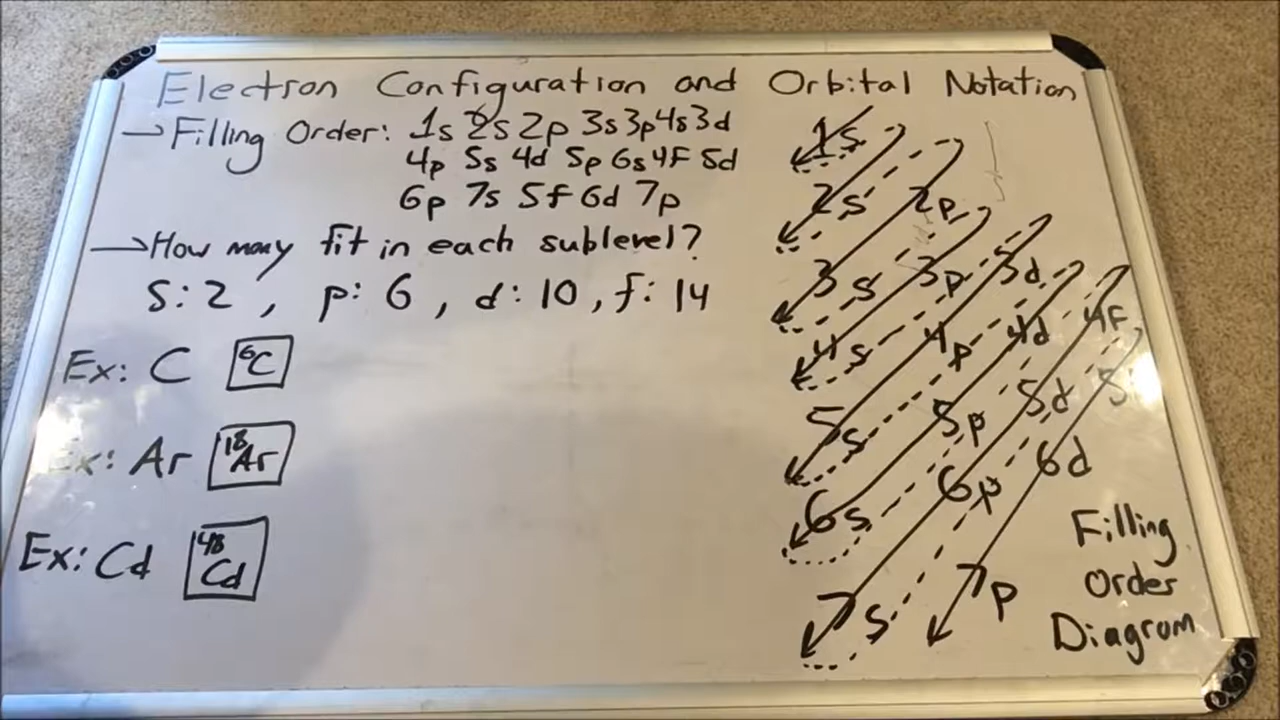 Electron Configuration and Orbital Notation
→Filling Order: 1s 2s 2p 3s 3p 4s 3d
4p 5s 4d 5p 6s 4F 5d
6p 7s 5f 6d 7p
→How many fit in each sublevel?
s: 2 , p: 6 , d: 10 , f: 14
Ex: C 6C
Ex: Ar 18Ar
Ex: Cd 48Cd
1s
2s 2p
3s 3p 3d
4s 4p 4d 4F
5s 5p 5d
6s 6p 6d
7s 7p
Filling
Order
Diagram